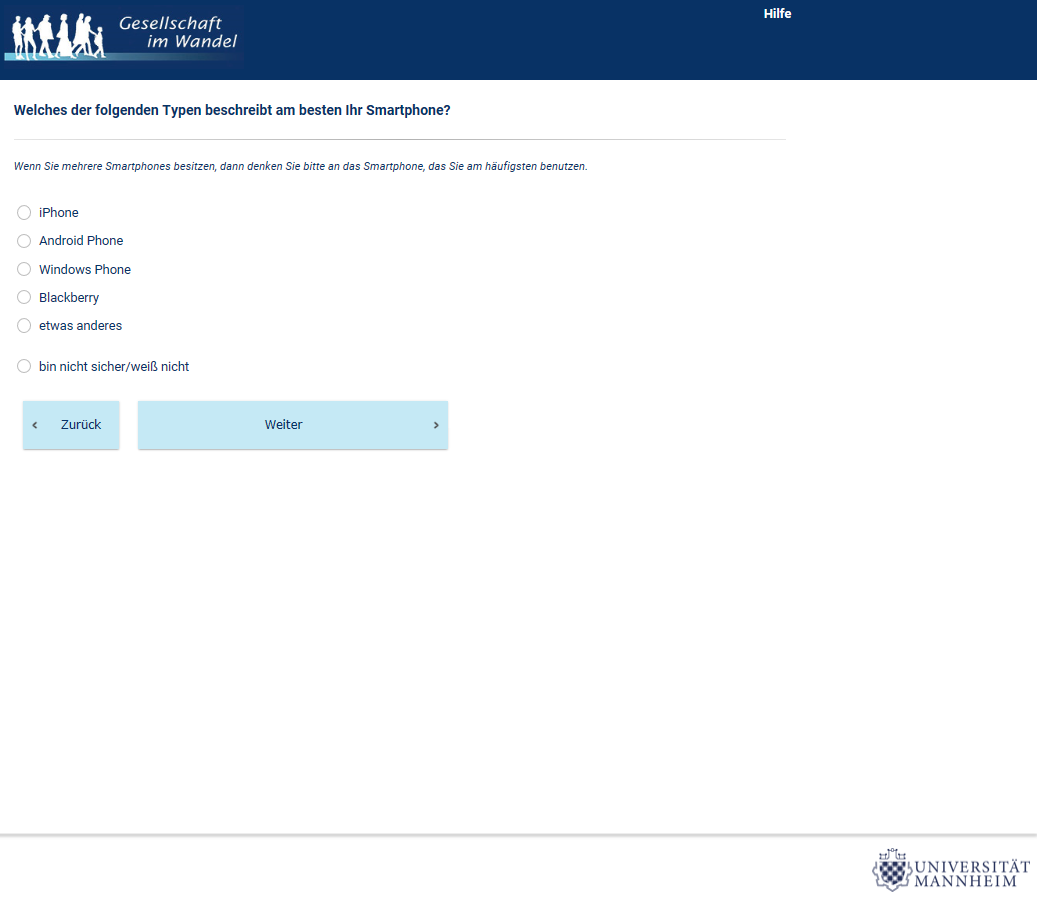 Gesellschaft
im Wandel
Hilfe
Welches der folgenden Typen beschreibt am besten Ihr Smartphone?
Wenn Sie mehrere Smartphones besitzen, dann denken Sie bitte an das Smartphone, das Sie am häufigsten benutzen.
iPhone
Android Phone
Windows Phone
Blackberry
etwas anderes
bin nicht sicher/weiß nicht
‹ Zurück
Weiter ›
UNIVERSITÄT
MANNHEIM